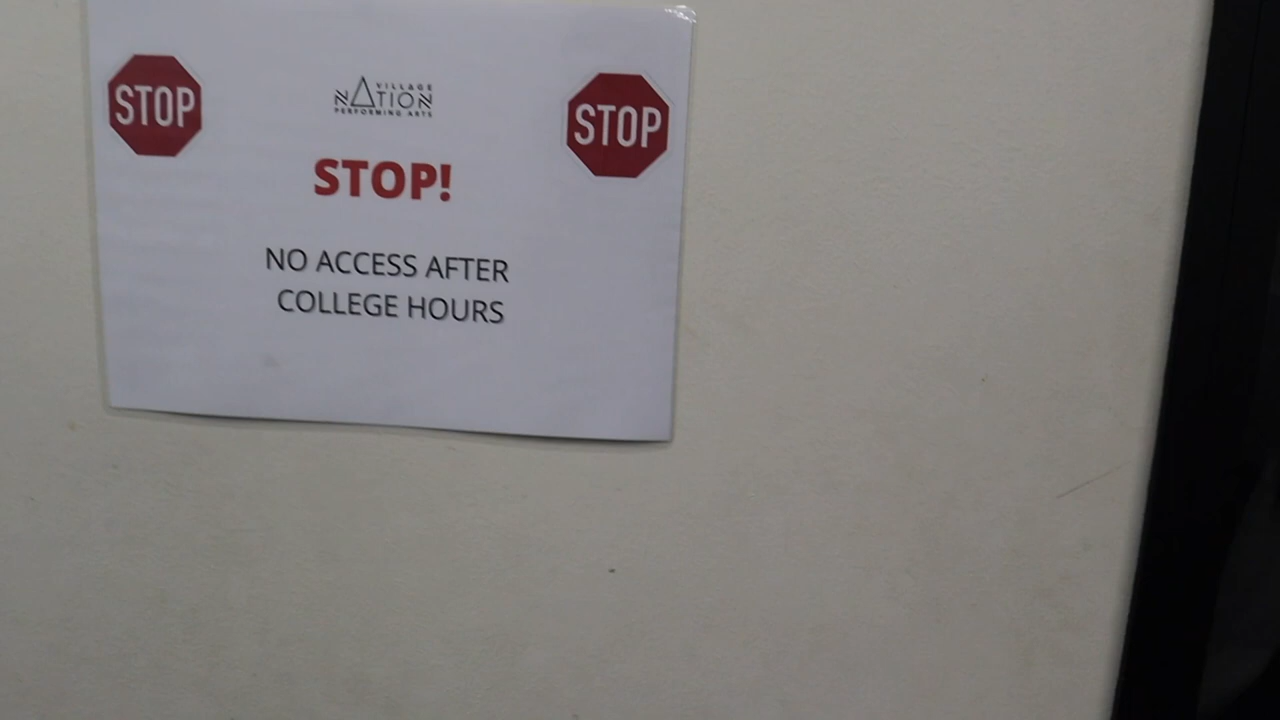 STOP
VILLAGE
NATION
PERFORMING ARTS
STOP
STOP!
NO ACCESS AFTER
COLLEGE HOURS